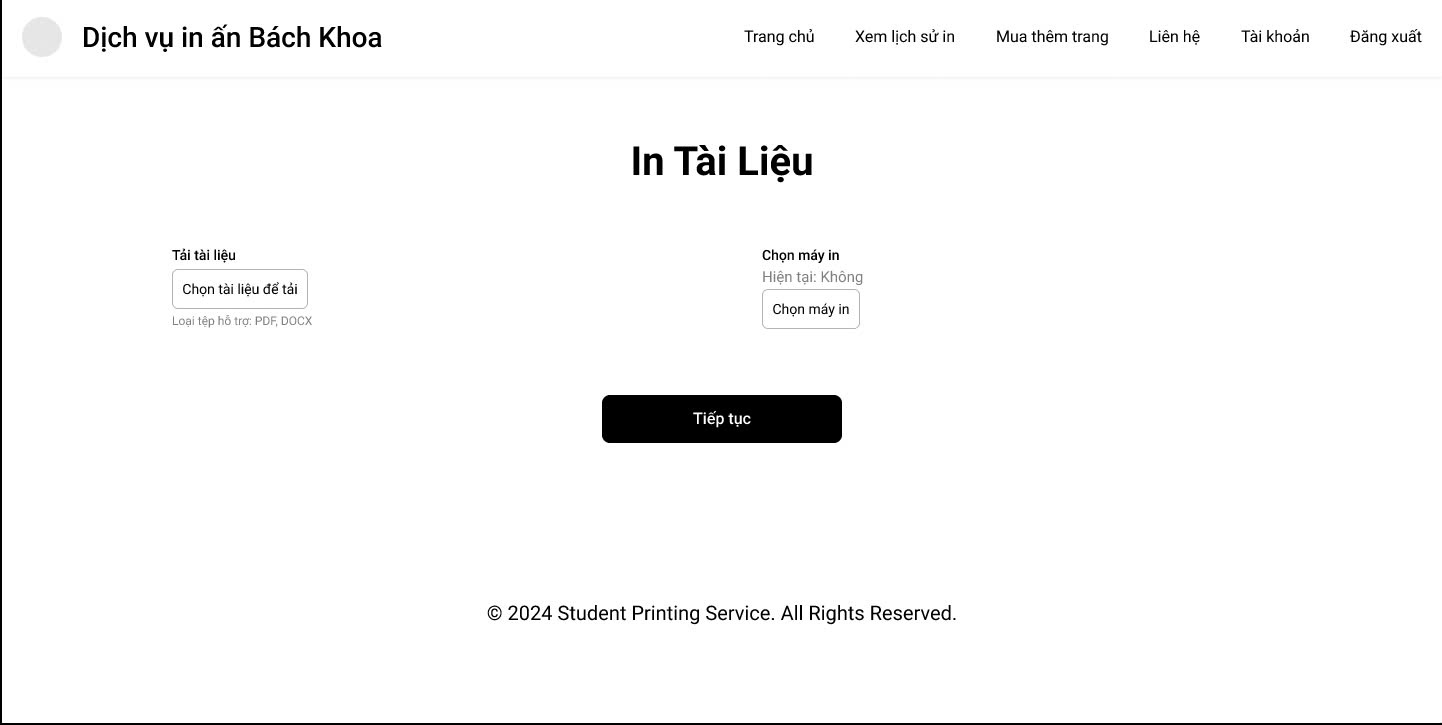 Dịch vụ in ấn Bách Khoa
Trang chủ
Xem lịch sử in
Mua thêm trang
Liên hệ
Tài khoản
Đăng xuất
In Tài Liệu
Tải tài liệu
Chọn tài liệu để tải
Loại tệp hỗ trợ: PDF, DOCX
Chọn máy in
Hiện tại: Không
Chọn máy in
Tiếp tục
© 2024 Student Printing Service. All Rights Reserved.